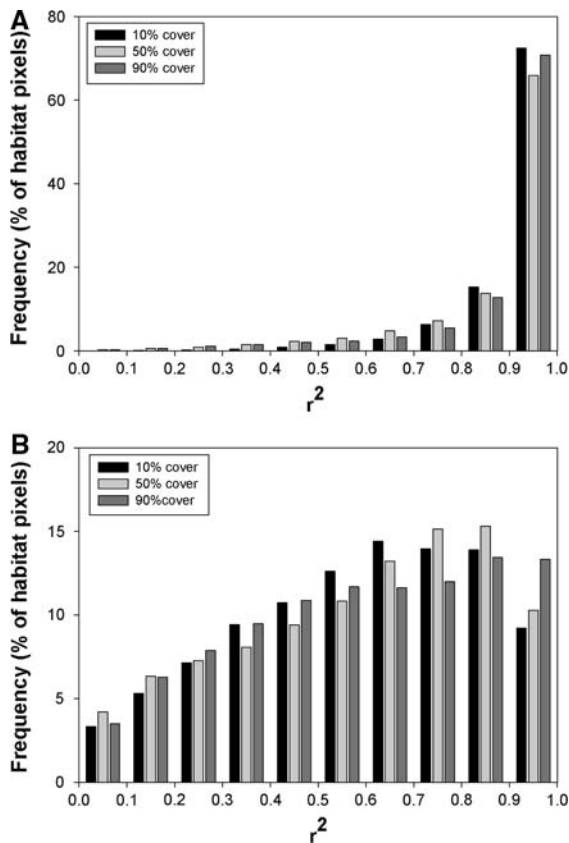 A
Frequency (% of habitat pixels)
80
60
40
20
0
10% cover
50% cover
90% cover
0.0 0.1 0.2 0.3 0.4 0.5 0.6 0.7 0.8 0.9 1.0
r²
B
Frequency (% of habitat pixels)
20
15
10
5
0
10% cover
50% cover
90%cover
0.0 0.1 0.2 0.3 0.4 0.5 0.6 0.7 0.8 0.9 1.0
r²